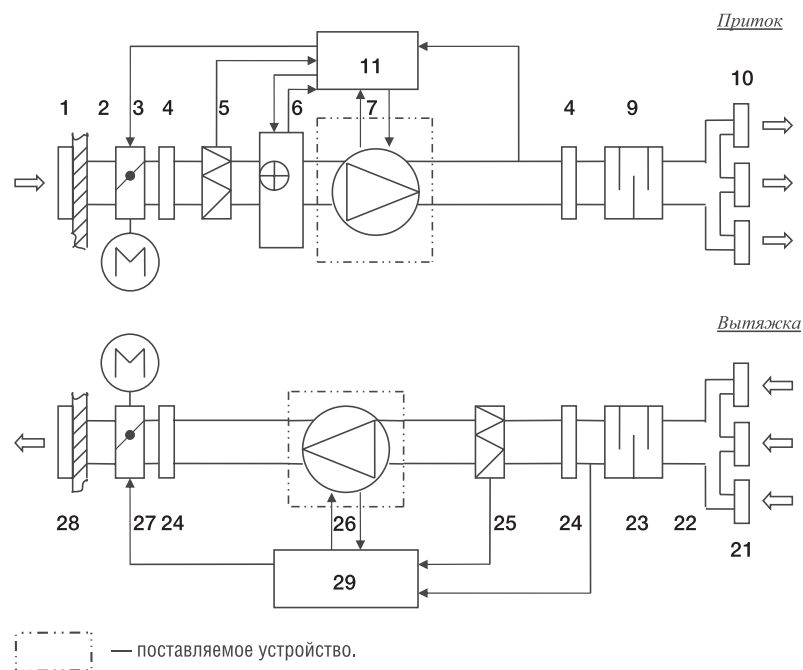 Приток
11
10
1 2 3 4 5 6 7 4 9
M
Вытяжка
M
28 27 24 26 25 24 23 22 21
29
— поставляемое устройство.